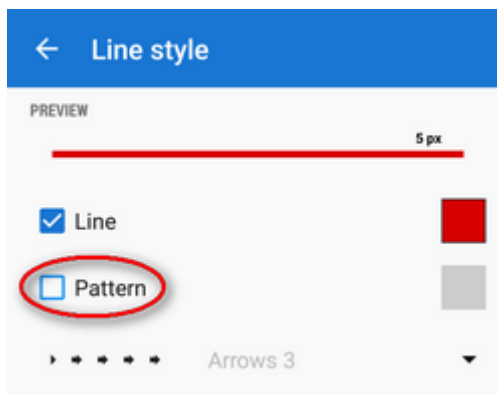 Line style
PREVIEW
5 px
Line
Pattern
Arrows 3